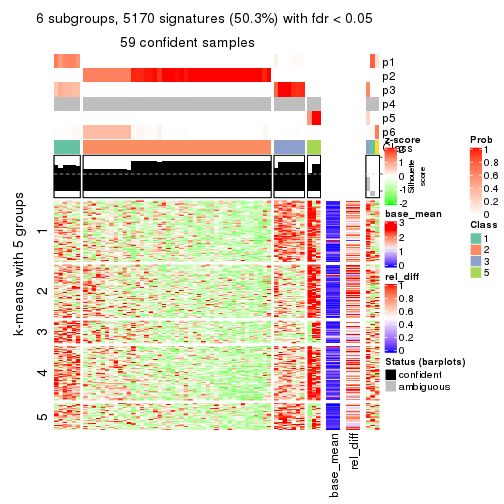 6 subgroups, 5170 signatures (50.3%) with fdr < 0.05
59 confident samples
p1
p2
p3
p4
p5
p6
Class
Silhouette
score
k-means with 5 groups
1
2
3
4
5
base_mean
rel_diff
z-score
2
1
0
-1
-2
base_mean
3
2
1
0
rel_diff
1
0.8
0.6
0.4
0.2
0
Status (barplots)
confident
ambiguous
Prob
1
0.8
0.6
0.4
0.2
0
Class
1
2
3
5